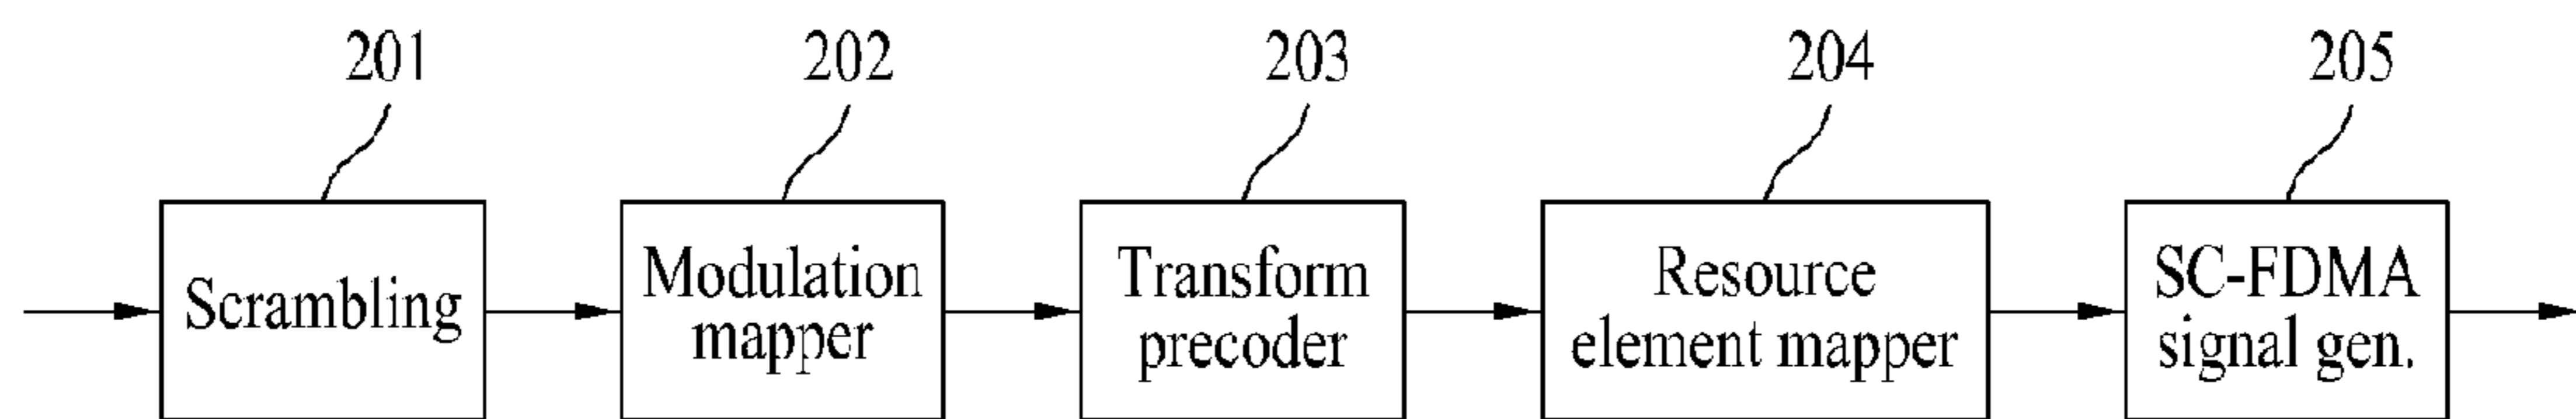 201
202
203
204
205
Scrambling
Modulation
mapper
Transform
precoder
Resource
element mapper
SC-FDMA
signal gen.